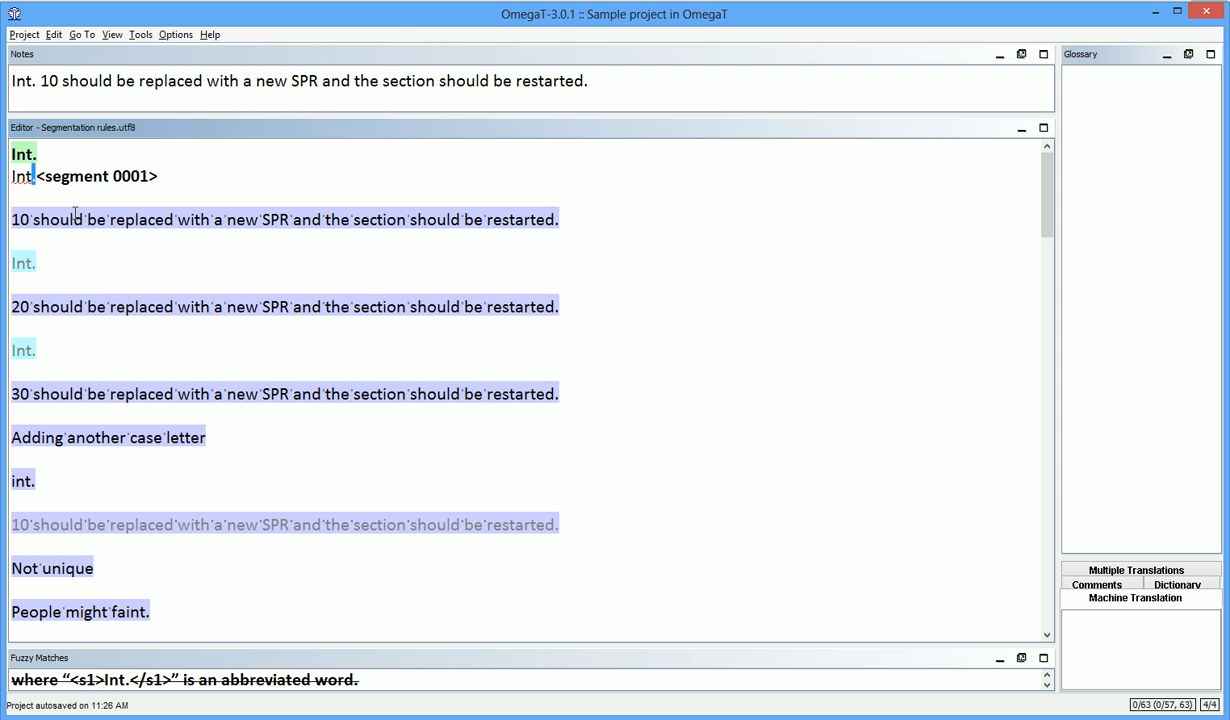 OmegaT-3.0.1 :: Sample project in OmegaT
Project Edit Go To View Tools Options Help
Notes
Int. 10 should be replaced with a new SPR and the section should be restarted.
Editor - Segmentation rules.utf8
Int.
Int.<segment 0001>
10 should be replaced with a new SPR and the section should be restarted.
Int.
20 should be replaced with a new SPR and the section should be restarted.
Int.
30 should be replaced with a new SPR and the section should be restarted.
Adding another case letter
int.
10 should be replaced with a new SPR and the section should be restarted.
Not unique
People might faint.
Fuzzy Matches
where “<s1>Int.</s1>” is an abbreviated word.
Glossary
Multiple Translations
Comments Dictionary
Machine Translation
Project autosaved on 11:26 AM
0/63 (0/57, 63) 4/4